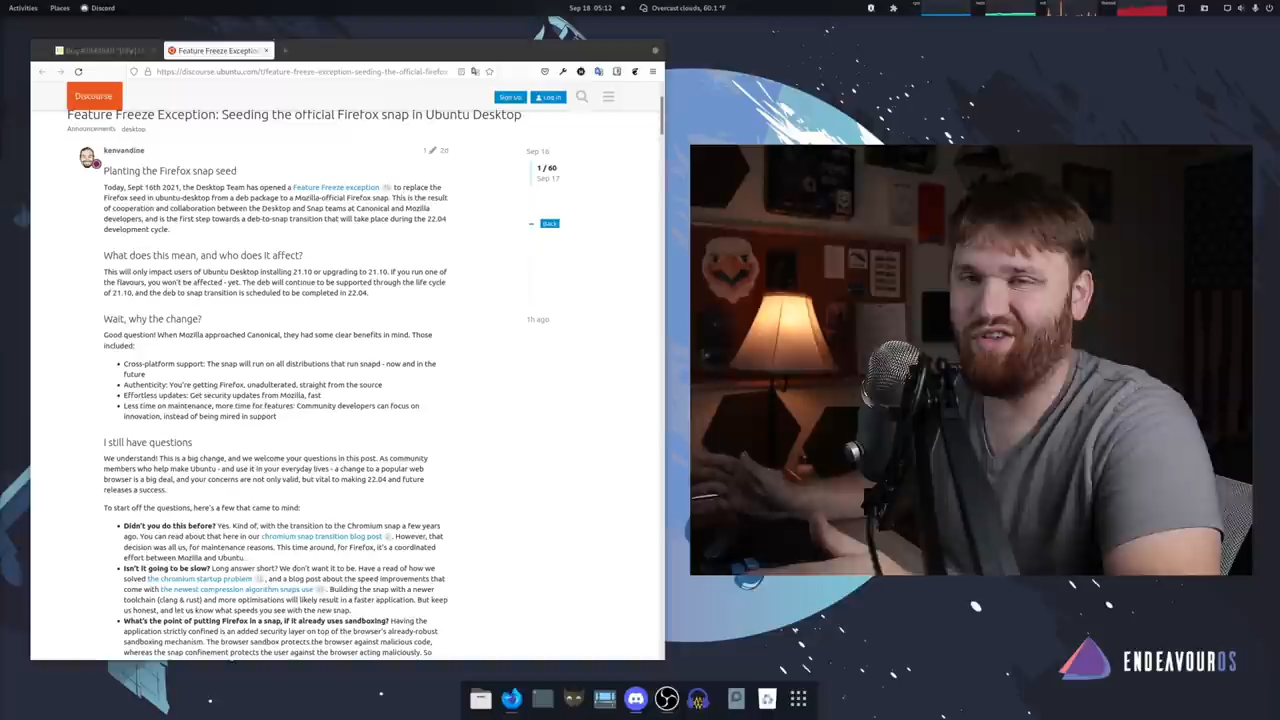 Activities Places Discord Sep 18 05:12 Overcast clouds, 60.1 °F
Feature Freeze Exception
https://discourse.ubuntu.com/t/feature-freeze-exception-seeding-the-official-firefox
Discourse
Sign Up Log In
Feature Freeze Exception: Seeding the official Firefox snap in Ubuntu Desktop
Announcements desktop
kenvandine 1 2d
Sep 16
1 / 60
Sep 17
Back
1h ago
Planting the Firefox snap seed
Today, Sept 16th 2021, the Desktop Team has opened a Feature Freeze exception to replace the
Firefox seed in ubuntu-desktop from a deb package to a Mozilla-official Firefox snap. This is the result
of cooperation and collaboration between the Desktop and Snap teams at Canonical and Mozilla
developers, and is the first step towards a deb-to-snap transition that will take place during the 22.04
development cycle.
What does this mean, and who does it affect?
This will only impact users of Ubuntu Desktop installing 21.10 or upgrading to 21.10. If you run one of
the flavours, you won't be affected - yet. The deb will continue to be supported through the life cycle
of 21.10, and the deb to snap transition is scheduled to be completed in 22.04.
Wait, why the change?
Good question! When Mozilla approached Canonical, they had some clear benefits in mind. Those
included:
• Cross-platform support: The snap will run on all distributions that run snapd - now and in the
future
• Authenticity: You're getting Firefox, unadulterated, straight from the source
• Effortless updates: Get security updates from Mozilla, fast
• Less time on maintenance, more time for features: Community developers can focus on
innovation, instead of being mired in support
I still have questions
We understand! This is a big change, and we welcome your questions in this post. As community
members who help make Ubuntu - and use it in your everyday lives - a change to a popular web
browser is a big deal, and your concerns are not only valid, but vital to making 22.04 and future
releases a success.
To start off the questions, here's a few that came to mind:
• Didn't you do this before? Yes. Kind of, with the transition to the Chromium snap a few years
ago. You can read about that here in our chromium snap transition blog post . However, that
decision was all us, for maintenance reasons. This time around, for Firefox, it's a coordinated
effort between Mozilla and Ubuntu.
• Isn't it going to be slow? Long answer short? We don't want it to be. Have a read of how we
solved the chromium startup problem , and a blog post about the speed improvements that
come with the newest compression algorithm snaps use . Building the snap with a newer
toolchain (clang & rust) and more optimisations will likely result in a faster application. But keep
us honest, and let us know what speeds you see with the new snap.
• What's the point of putting Firefox in a snap, if it already uses sandboxing? Having the
application strictly confined is an added security layer on top of the browser's already-robust
sandboxing mechanism. The browser sandbox protects the browser against malicious code,
whereas the snap confinement protects the user against the browser acting maliciously. So
ENDEAVOUROS